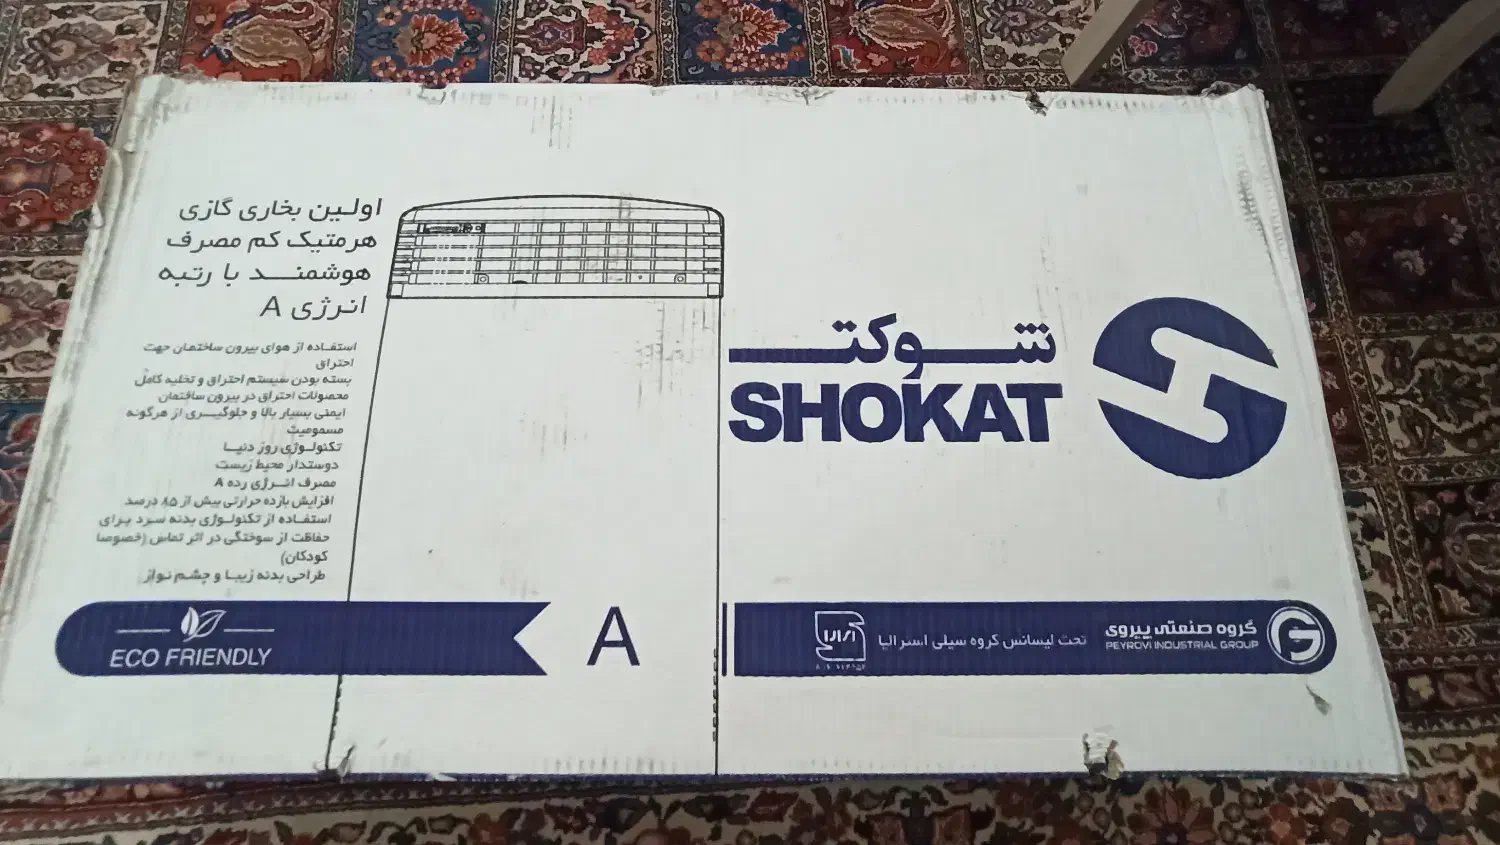 اولین بخاری گازی
هرمتیک کم مصرف
هوشمند با رتبه
انرژی A
استفاده از هوای بیرون ساختمان جهت
احتراق
بسته بودن سیستم احتراق و تخلیه کامل
محصولات احتراق در بیرون ساختمان
ایمنی بسیار بالا و جلوگیری از هرگونه
مسمومیت
تکنولوژی روز دنیا
دوستدار محیط زیست
مصرف انرژی رده A
افزایش بازده حرارتی بیش از ۸۵ درصد
استفاده از تکنولوژی بدنه سرد برای
حفاظت از سوختگی در اثر تماس (خصوصا
کودکان)
طراحی بدنه زیبا و چشم نواز
شوکت
SHOKAT
ECO FRIENDLY
A
تحت لیسانس گروه سیلی استرالیا
گروه صنعتی پیروی
PEYROVI INDUSTRIAL GROUP